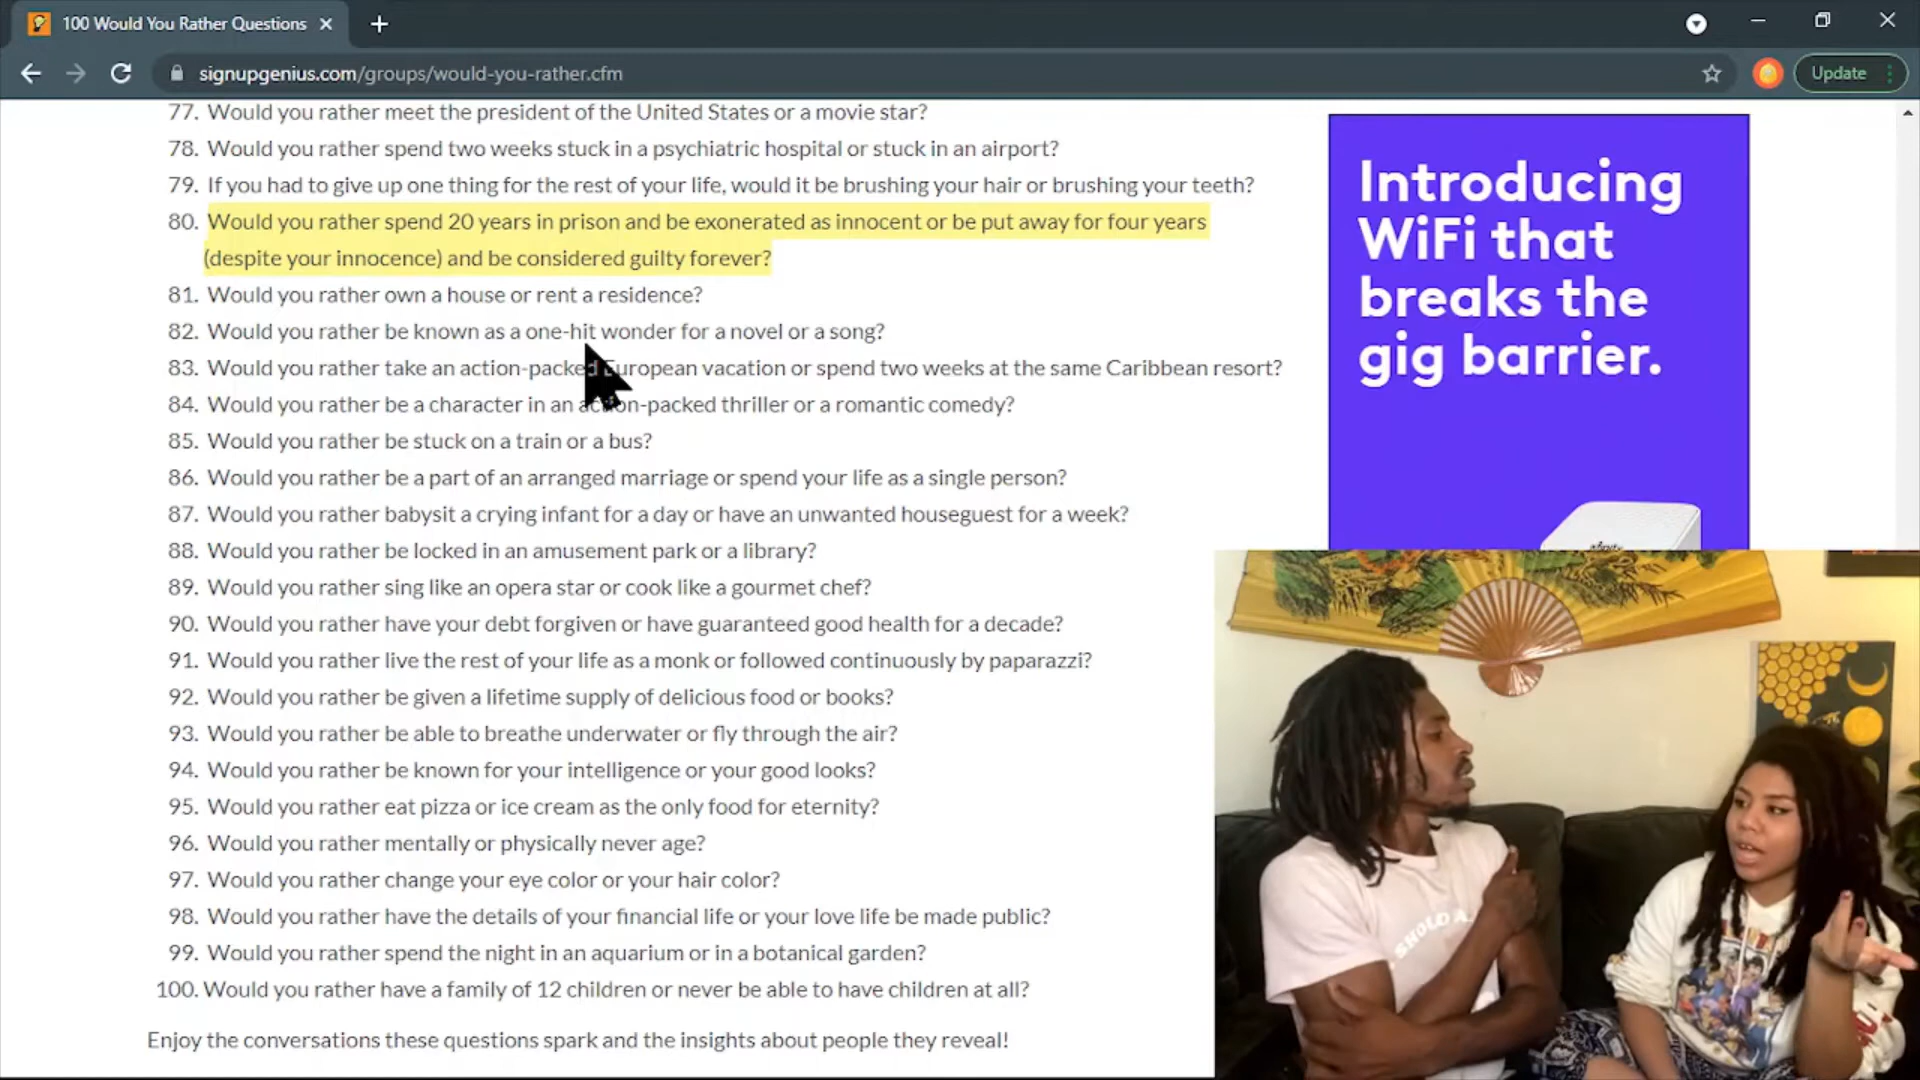 100 Would You Rather Questions
signupgenius.com/groups/would-you-rather.cfm
Update
77. Would you rather meet the president of the United States or a movie star?
78. Would you rather spend two weeks stuck in a psychiatric hospital or stuck in an airport?
79. If you had to give up one thing for the rest of your life, would it be brushing your hair or brushing your teeth?
80. Would you rather spend 20 years in prison and be exonerated as innocent or be put away for four years
(despite your innocence) and be considered guilty forever?
81. Would you rather own a house or rent a residence?
82. Would you rather be known as a one-hit wonder for a novel or a song?
83. Would you rather take an action-packed European vacation or spend two weeks at the same Caribbean resort?
84. Would you rather be a character in an action-packed thriller or a romantic comedy?
85. Would you rather be stuck on a train or a bus?
86. Would you rather be a part of an arranged marriage or spend your life as a single person?
87. Would you rather babysit a crying infant for a day or have an unwanted houseguest for a week?
88. Would you rather be locked in an amusement park or a library?
89. Would you rather sing like an opera star or cook like a gourmet chef?
90. Would you rather have your debt forgiven or have guaranteed good health for a decade?
91. Would you rather live the rest of your life as a monk or followed continuously by paparazzi?
92. Would you rather be given a lifetime supply of delicious food or books?
93. Would you rather be able to breathe underwater or fly through the air?
94. Would you rather be known for your intelligence or your good looks?
95. Would you rather eat pizza or ice cream as the only food for eternity?
96. Would you rather mentally or physically never age?
97. Would you rather change your eye color or your hair color?
98. Would you rather have the details of your financial life or your love life be made public?
99. Would you rather spend the night in an aquarium or in a botanical garden?
100. Would you rather have a family of 12 children or never be able to have children at all?
Enjoy the conversations these questions spark and the insights about people they reveal!
Introducing
WiFi that
breaks the
gig barrier.